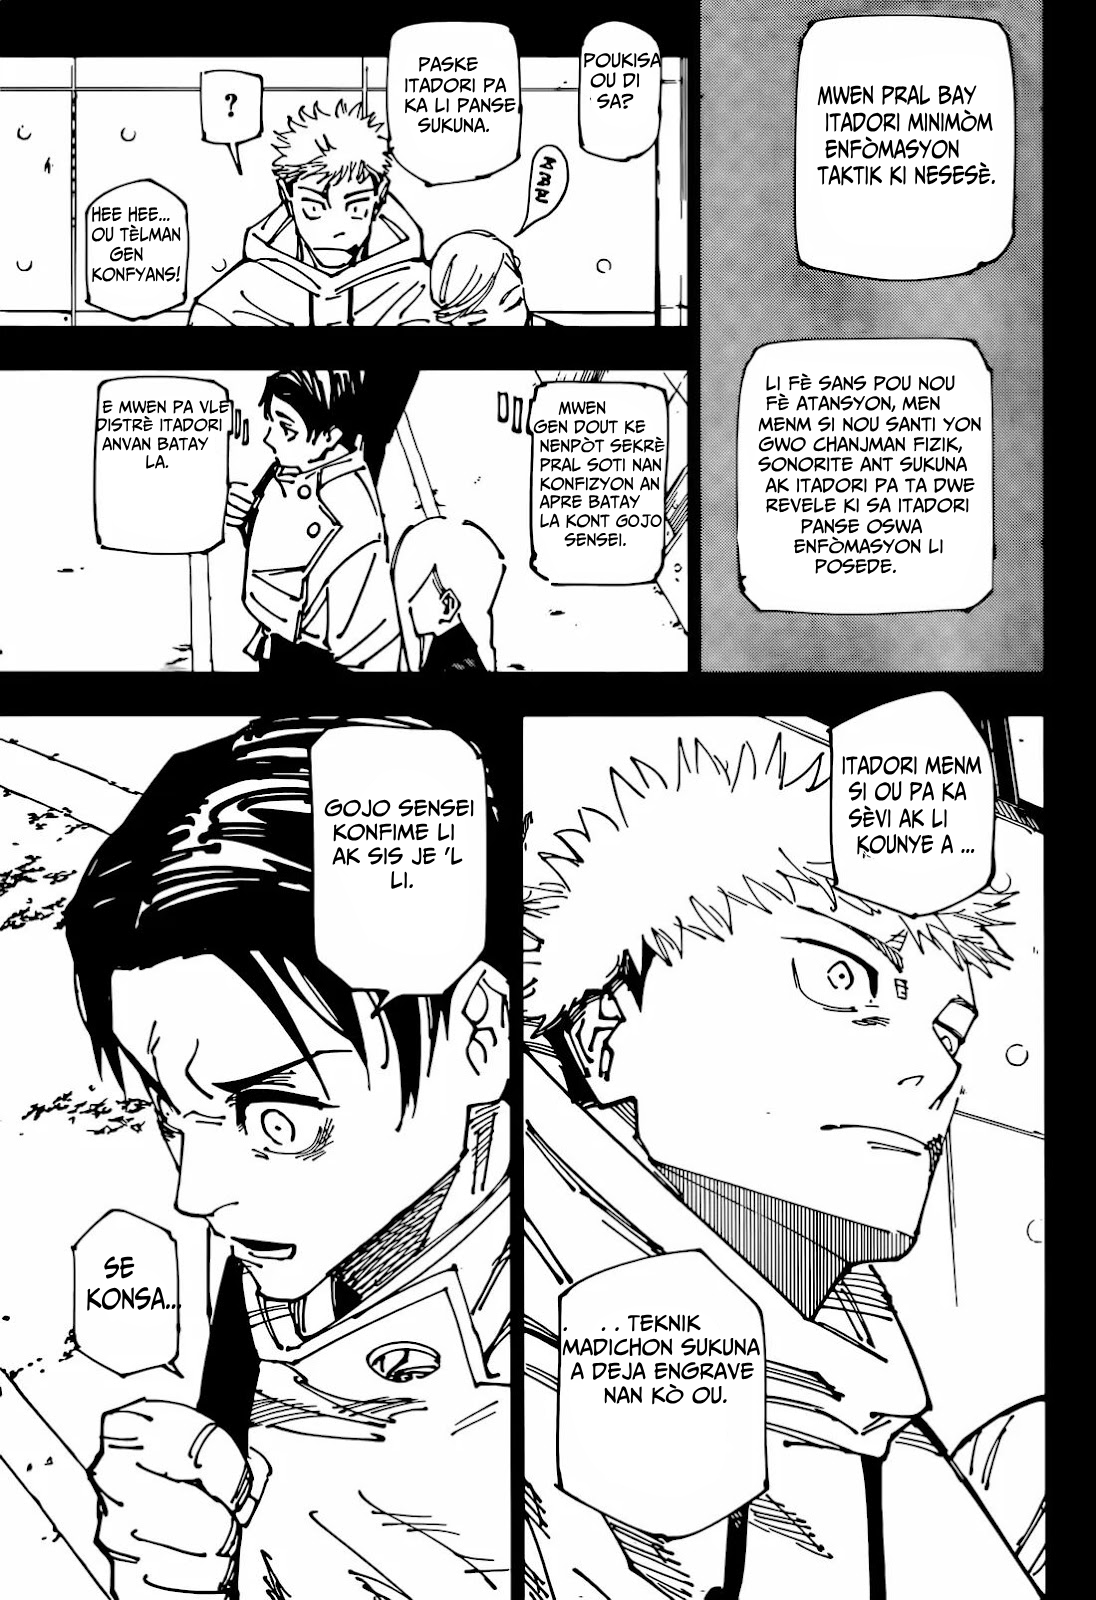 MWEN PRAL BAY
ITADORI MINIMÒM
ENFÒMASYON
TAKTIK KI NESESÈ.
LI FÈ SANS POU NOU
FÈ ATANSYON, MEN
MENM SI NOU SANTI YON
GWO CHANJMAN FIZIK,
SONORITE ANT SUKUNA
AK ITADORI PA TA DWE
REVELE KI SA ITADORI
PANSE OSWA
ENFÒMASYON LI
POSEDE.
POUKISA
OU DI
SA?
PASKE
ITADORI PA
KA LI PANSE
SUKUNA.
MMM
?
HEE HEE...
OU TÈLMAN
GEN
KONFYANS!
MWEN
GEN DOUT KE
NENPÒT SEKRÈ
PRAL SOTI NAN
KONFIZYON AN
APRE BATAY
LA KONT GOJO
SENSEI.
E MWEN PA VLE
DISTRÈ ITADORI
ANVAN BATAY
LA.
ITADORI MENM
SI OU PA KA
SÈVI AK LI
KOUNYE A ...
. . . TEKNIK
MADICHON SUKUNA
A DEJA ENGRAVE
NAN KÒ OU.
GOJO SENSEI
KONFIME LI
AK SIS JE 'L
LI.
SE
KONSA...